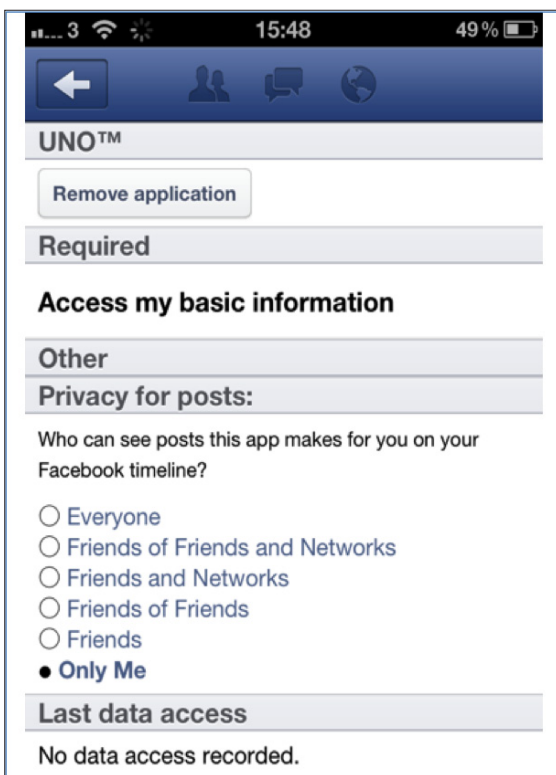 3 15:48 49%
UNO™
Remove application
Required
Access my basic information
Other
Privacy for posts:
Who can see posts this app makes for you on your
Facebook timeline?
Everyone
Friends of Friends and Networks
Friends and Networks
Friends of Friends
Friends
Only Me
Last data access
No data access recorded.